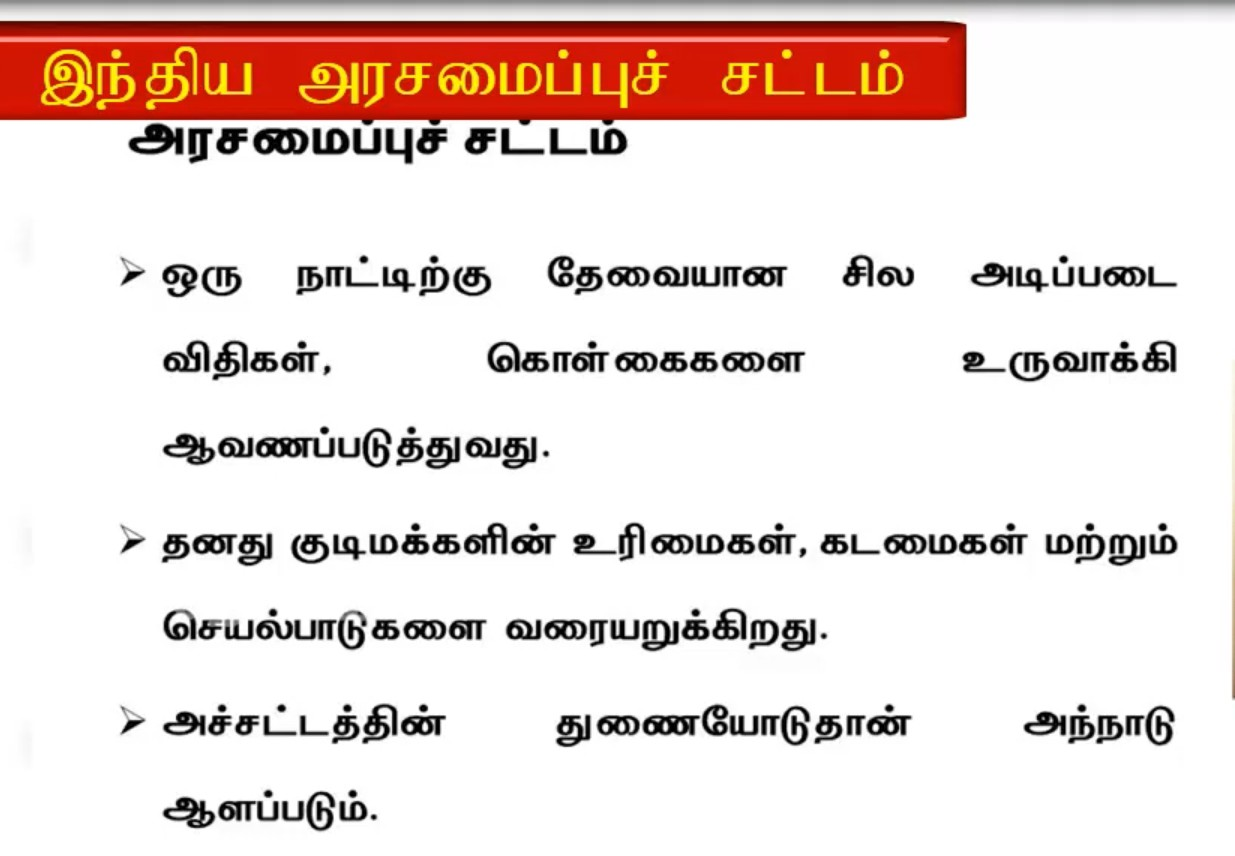 இந்திய அரசமைப்புச் சட்டம்
அரசமைப்புச் சட்டம்
➢ ஒரு நாட்டிற்கு தேவையான சில அடிப்படை
விதிகள், கொள்கைகளை உருவாக்கி
ஆவணப்படுத்துவது.
➢ தனது குடிமக்களின் உரிமைகள், கடமைகள் மற்றும்
செயல்பாடுகளை வரையறுக்கிறது.
➢ அச்சட்டத்தின் துணையோடுதான் அந்நாடு
ஆளப்படும்.